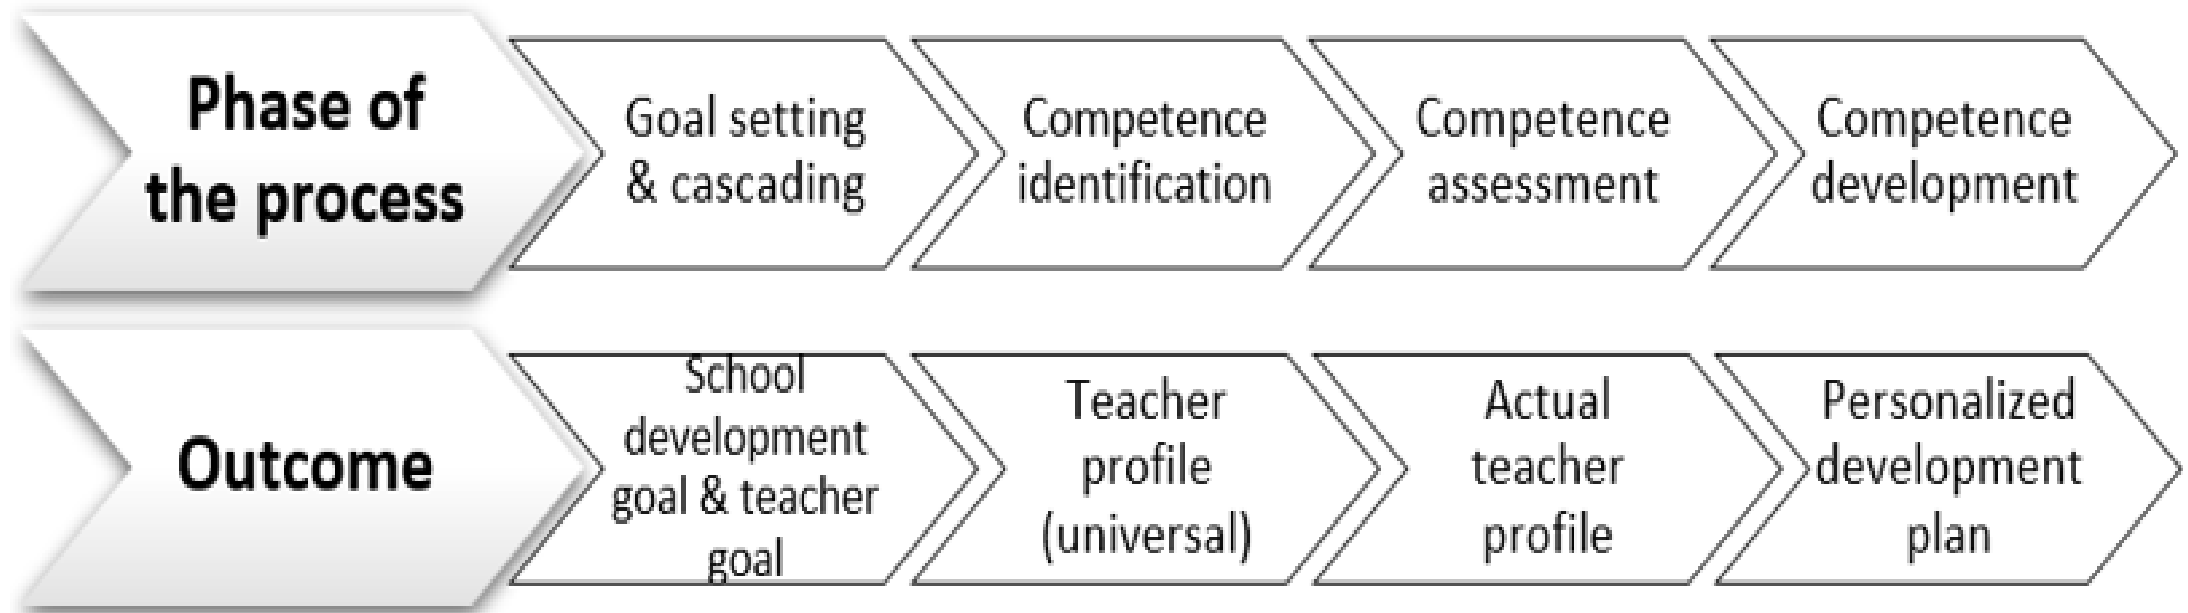 Phase of
the process
Goal setting
& cascading
Competence
identification
Competence
assessment
Competence
development
Outcome
School
development
goal & teacher
goal
Teacher
profile
(universal)
Actual
teacher
profile
Personalized
development
plan